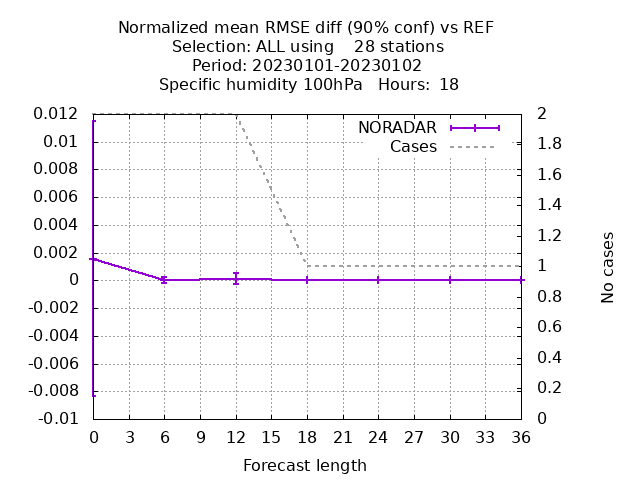 Normalized mean RMSE diff (90% conf) vs REF
Selection: ALL using    28 stations
Period: 20230101-20230102
Specific humidity 100hPa   Hours:  18
NORADAR
Cases
0.012
0.01
0.008
0.006
0.004
0.002
0
-0.002
-0.004
-0.006
-0.008
-0.01
2
1.8
1.6
1.4
1.2
1
0.8
0.6
0.4
0.2
0
No cases
0 3 6 9 12 15 18 21 24 27 30 33 36
Forecast length